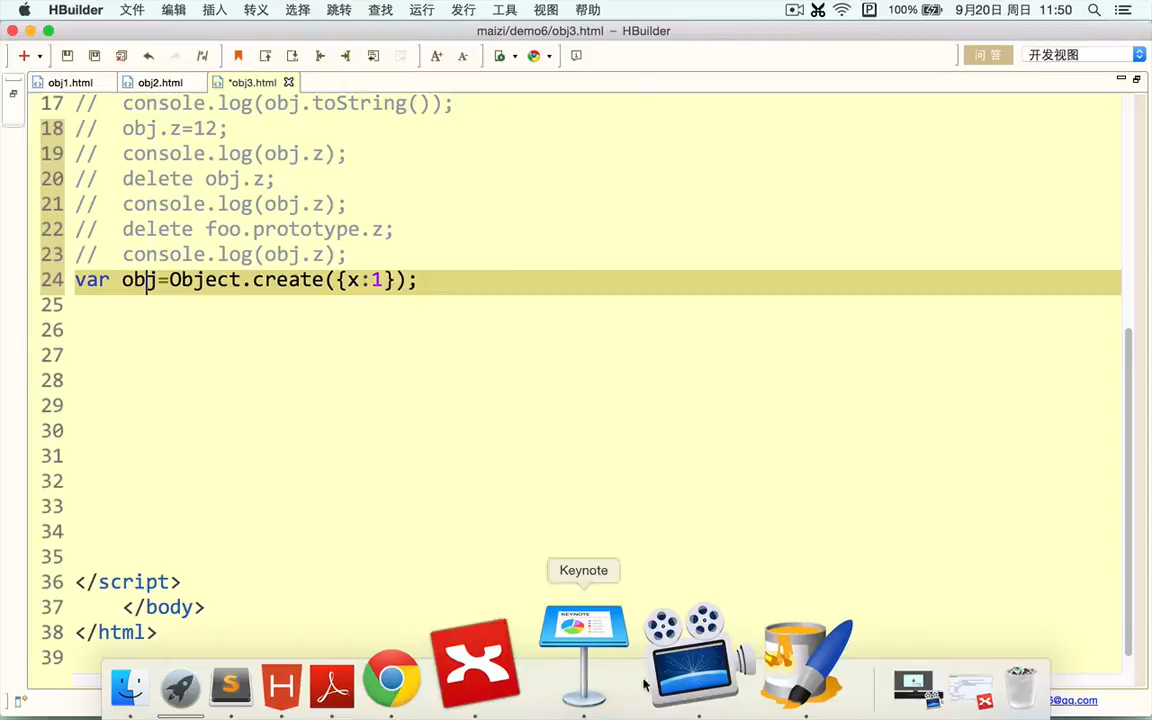 HBuilder 文件 编辑 插入 转义 选择 跳转 查找 运行 发行 工具 视图 帮助 100% 9月20日 周日 11:50
maizi/demo6/obj3.html – HBuilder
问答 开发视图
obj1.html obj2.html *obj3.html
17 // console.log(obj.toString());
18 // obj.z=12;
19 // console.log(obj.z);
20 // delete obj.z;
21 // console.log(obj.z);
22 // delete foo.prototype.z;
23 // console.log(obj.z);
24 var obj=Object.create({x:1});
25
26
27
28
29
30
31
32
33
34
35
36 </script>
37 </body>
38 </html>
39
Keynote
KEYNOTE
6@qq.com